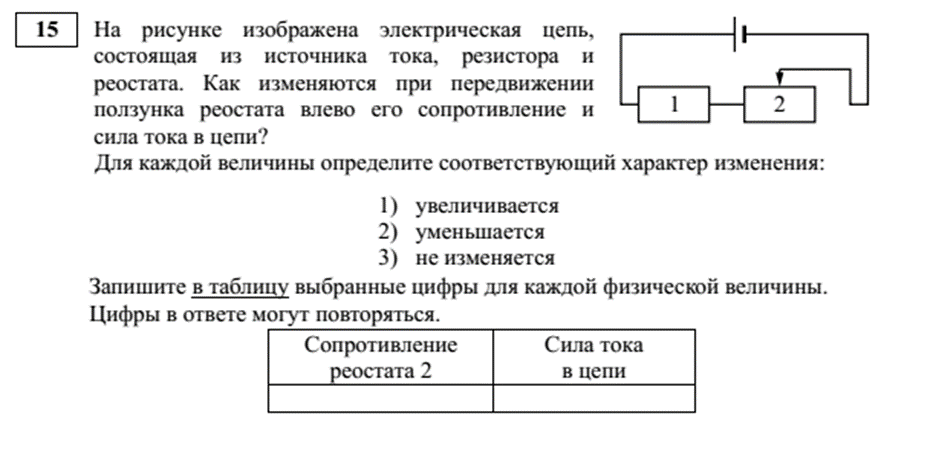 15
На рисунке изображена электрическая цепь,
состоящая из источника тока, резистора и
реостата. Как изменяются при передвижении
ползунка реостата влево его сопротивление и
сила тока в цепи?
1 2
Для каждой величины определите соответствующий характер изменения:
1) увеличивается
2) уменьшается
3) не изменяется
Запишите в таблицу выбранные цифры для каждой физической величины.
Цифры в ответе могут повторяться.
Сопротивление реостата 2
Сила тока в цепи